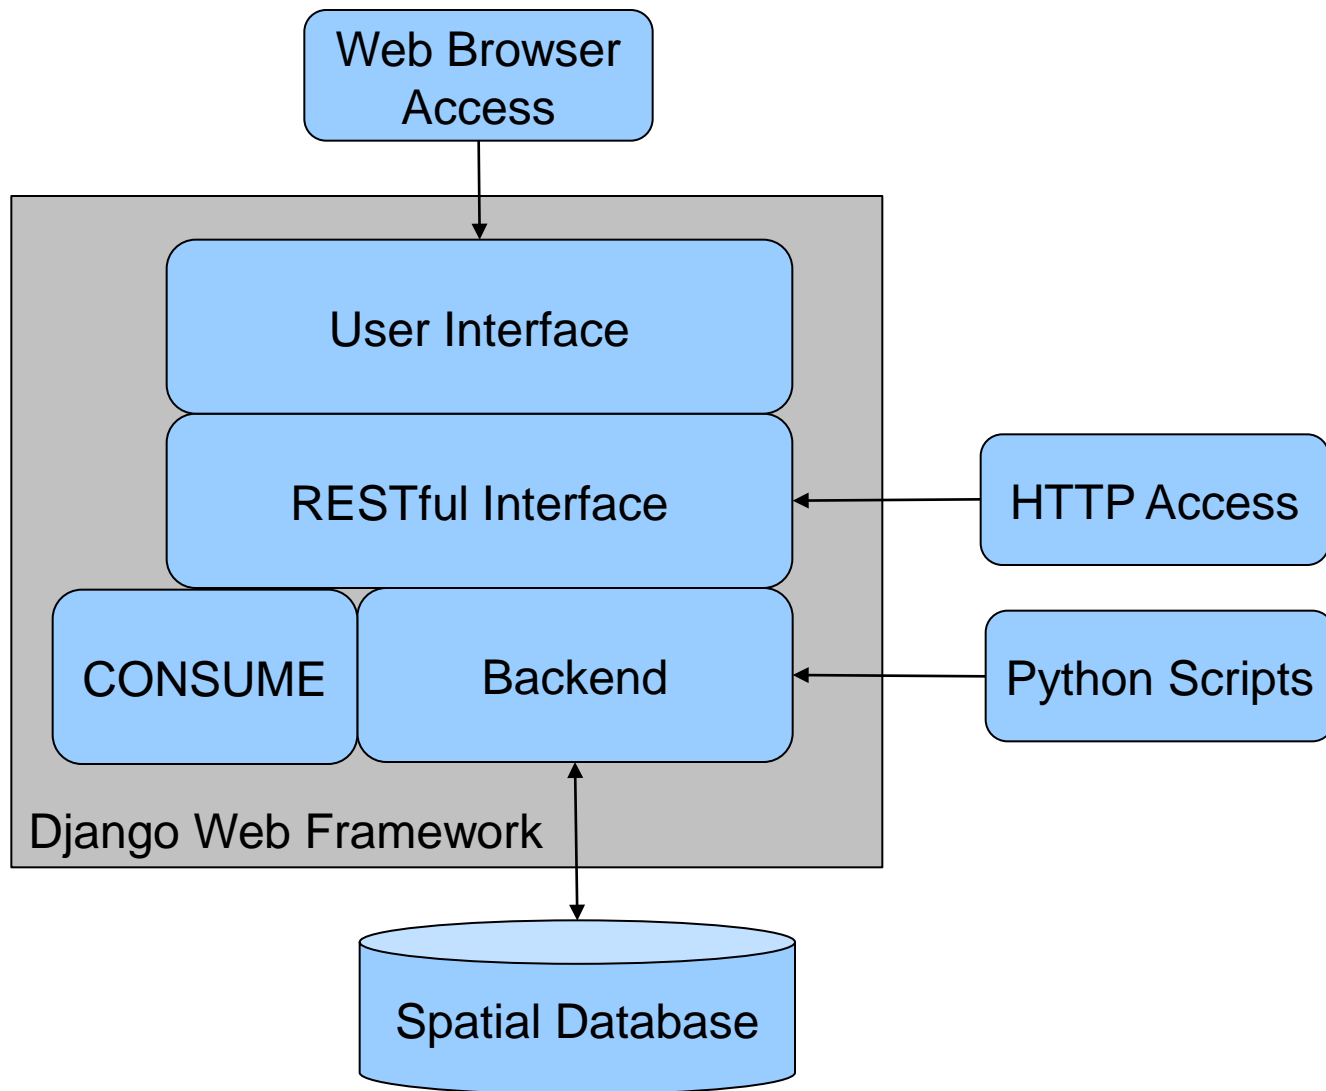 Web Browser
Access
User Interface
RESTful Interface
HTTP Access
CONSUME
Backend
Python Scripts
Django Web Framework
Spatial Database